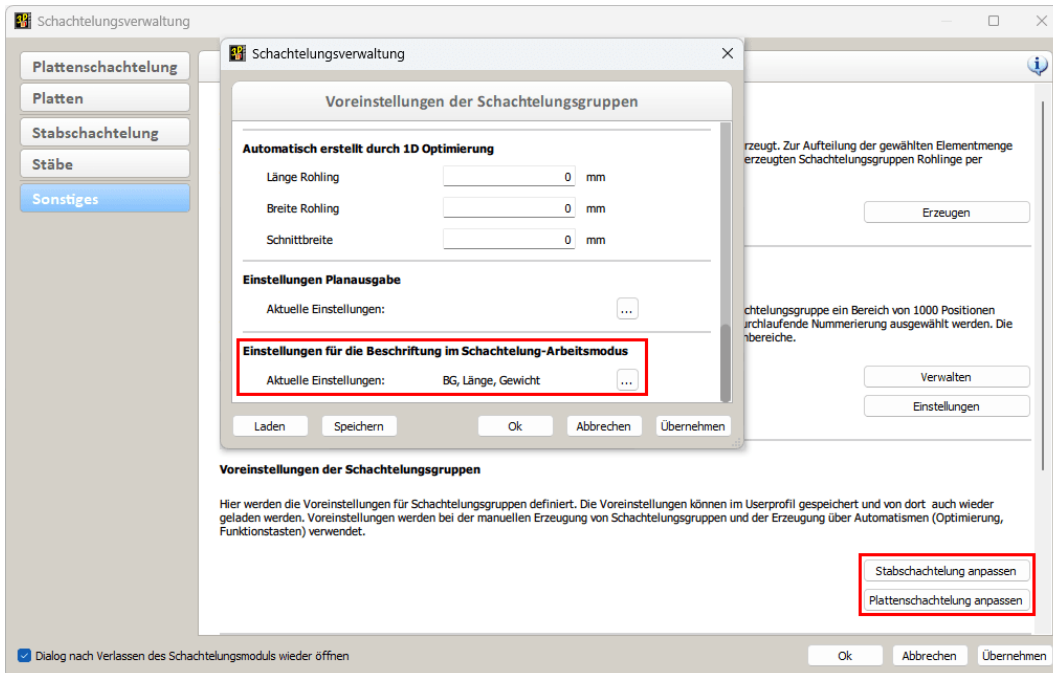 Schachtelungsverwaltung
Plattenschachtelung
Platten
Stabschachtelung
Stäbe
Sonstiges
Schachtelungsverwaltung
Voreinstellungen der Schachtelungsgruppen
Automatisch erstellt durch 1D Optimierung
Länge Rohling 0 mm
Breite Rohling 0 mm
Schnittbreite 0 mm
Einstellungen Planausgabe
Aktuelle Einstellungen: ...
Einstellungen für die Beschriftung im Schachtelung-Arbeitsmodus
Aktuelle Einstellungen: BG, Länge, Gewicht ...
Laden Speichern Ok Abbrechen Übernehmen
rzeugt. Zur Aufteilung der gewählten Elementmenge
erzeugten Schachtelungsgruppen Rohlinge per
Erzeugen
chtelungsgruppe ein Bereich von 1000 Positionen
urchlaufende Nummerierung ausgewählt werden. Die
nbereiche.
Verwalten
Einstellungen
Voreinstellungen der Schachtelungsgruppen
Hier werden die Voreinstellungen für Schachtelungsgruppen definiert. Die Voreinstellungen können im Userprofil gespeichert und von dort auch wieder
geladen werden. Voreinstellungen werden bei der manuellen Erzeugung von Schachtelungsgruppen und der Erzeugung über Automatismen (Optimierung,
Funktionstasten) verwendet.
Stabschachtelung anpassen
Plattenschachtelung anpassen
Dialog nach Verlassen des Schachtelungsmoduls wieder öffnen
Ok Abbrechen Übernehmen